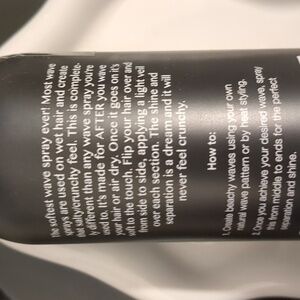 The softest wave spray ever! Most wave
sprays are used on wet hair and create
that salty/crunchy feel. This is complete-
ly different than any wave spray you're
used to. It's made for AFTER you wave
your hair or air dry. Once it goes on it's
soft to the touch. Flip your hair over
from side to side, applying a light veil
over each section. The shine and
separation is a dream and it will
never feel crunchy.
How to:
1. Create beachy waves using your own
natural wave pattern or by heat styling.
2. Once you achieve your desired wave, spray
from middle to ends for the perfect
separation and shine.